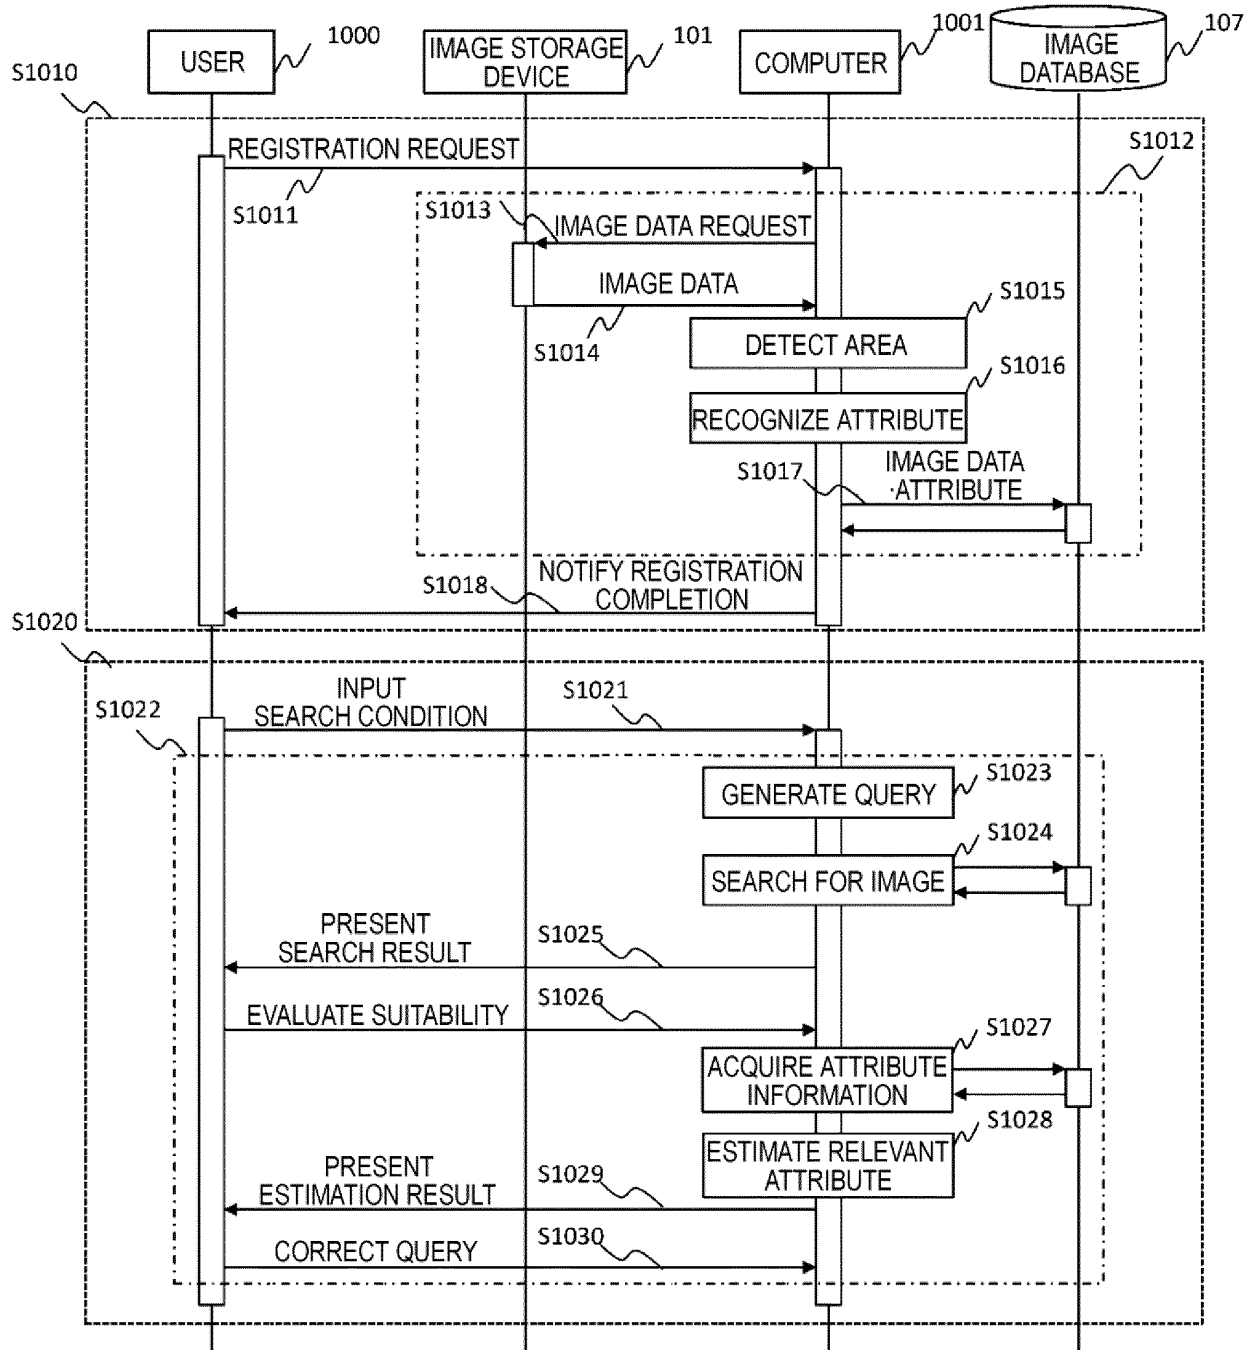 USER
1000
IMAGE STORAGE
DEVICE
101
COMPUTER
1001
IMAGE
DATABASE
107
S1010
REGISTRATION REQUEST
S1011
S1012
S1013
IMAGE DATA REQUEST
IMAGE DATA
S1014
S1015
DETECT AREA
S1016
RECOGNIZE ATTRIBUTE
S1017
IMAGE DATA
·ATTRIBUTE
S1018
NOTIFY REGISTRATION
COMPLETION
S1020
S1021
INPUT
SEARCH CONDITION
S1022
S1023
GENERATE QUERY
S1024
SEARCH FOR IMAGE
PRESENT
SEARCH RESULT
S1025
EVALUATE SUITABILITY
S1026
S1027
ACQUIRE ATTRIBUTE
INFORMATION
S1028
ESTIMATE RELEVANT
ATTRIBUTE
PRESENT
ESTIMATION RESULT
S1029
CORRECT QUERY
S1030